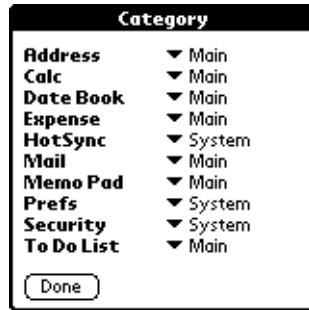 Category
Address Main
Calc Main
Date Book Main
Expense Main
HotSync System
Mail Main
Memo Pad Main
Prefs System
Security System
To Do List Main
Done